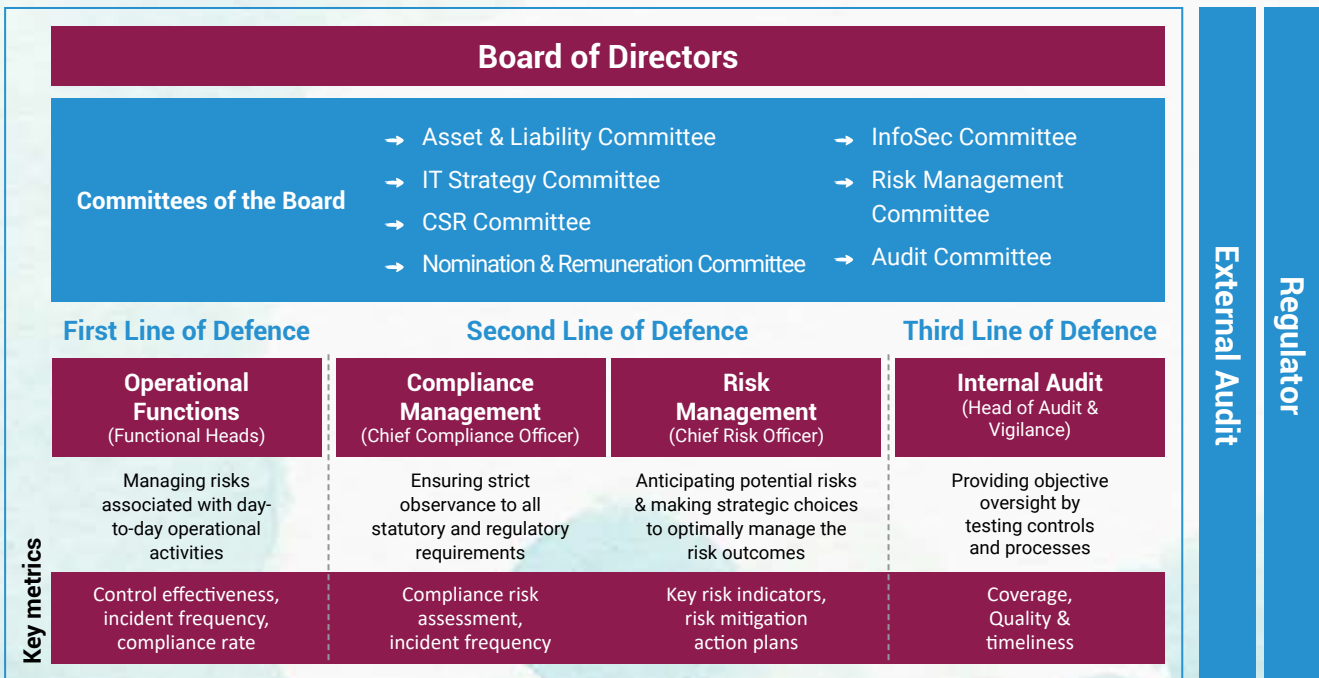 Board of Directors
Committees of the Board
→ Asset & Liability Committee
→ IT Strategy Committee
→ CSR Committee
→ Nomination & Remuneration Committee
→ InfoSec Committee
→ Risk Management
Committee
→ Audit Committee
First Line of Defence
Second Line of Defence
Third Line of Defence
Operational
Functions
(Functional Heads)
Compliance
Management
(Chief Compliance Officer)
Risk
Management
(Chief Risk Officer)
Internal Audit
(Head of Audit &
Vigilance)
Managing risks
associated with day-
to-day operational
activities
Ensuring strict
observance to all
statutory and regulatory
requirements
Anticipating potential risks
& making strategic choices
to optimally manage the
risk outcomes
Providing objective
oversight by
testing controls
and processes
Key metrics
Control effectiveness,
incident frequency,
compliance rate
Compliance risk
assessment,
incident frequency
Key risk indicators,
risk mitigation
action plans
Coverage,
Quality &
timeliness
External Audit
Regulator